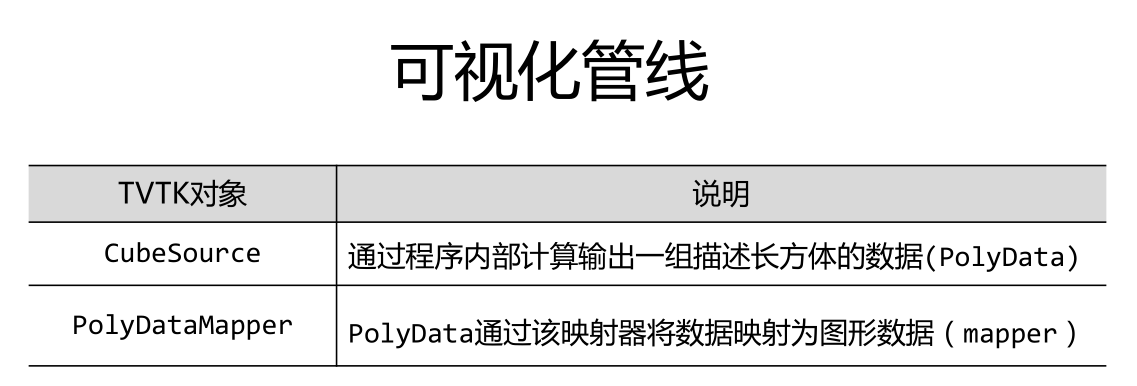 可视化管线
TVTK对象 说明
CubeSource 通过程序内部计算输出一组描述长方体的数据(PolyData)
PolyDataMapper PolyData通过该映射器将数据映射为图形数据（mapper）